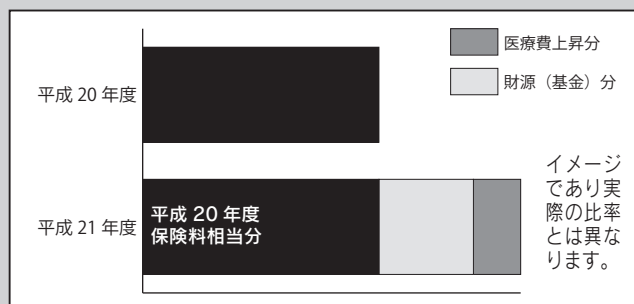 医療費上昇分
財源（基金）分
平成 20 年度
平成 21 年度
平成 20 年度
保険料相当分
イメージ
であり実
際の比率
とは異な
ります。